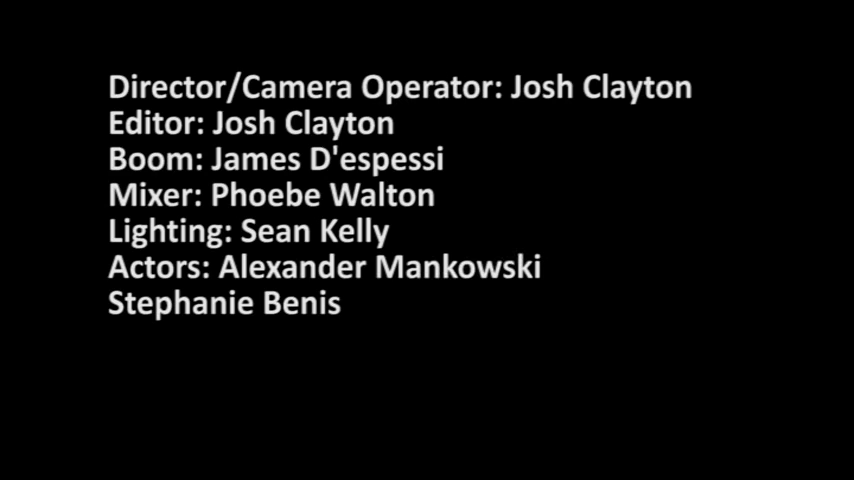 Director/Camera Operator: Josh Clayton
Editor: Josh Clayton
Boom: James D'espessi
Mixer: Phoebe Walton
Lighting: Sean Kelly
Actors: Alexander Mankowski
Stephanie Benis